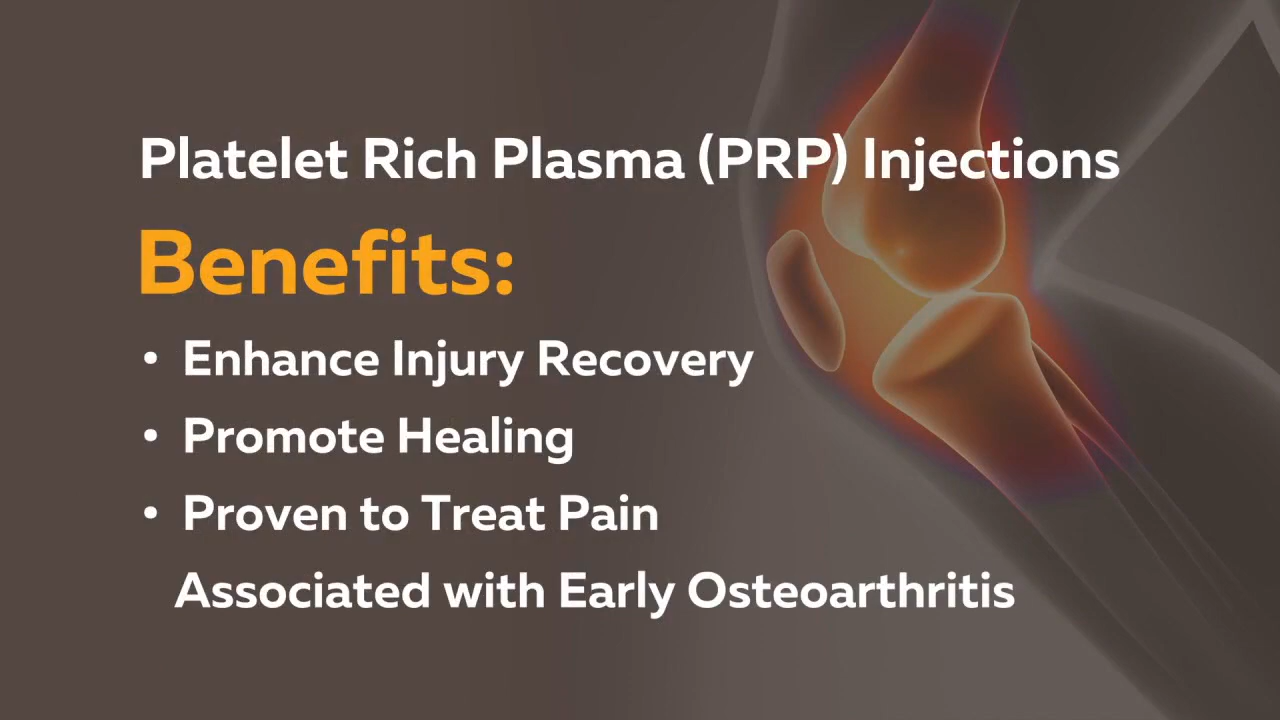 Platelet Rich Plasma (PRP) Injections
Benefits:
• Enhance Injury Recovery
• Promote Healing
• Proven to Treat Pain
Associated with Early Osteoarthritis